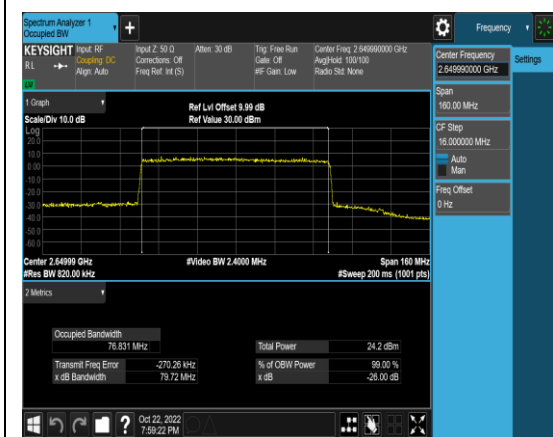 Spectrum Analyzer 1
Occupied BW
+
Frequency
KEYSIGHT
RL
Input: RF
Coupling: DC
Align: Auto
Input Z: 50 Ω
Corrections: Off
Freq Ref: Int (S)
Atten: 30 dB
Trig: Free Run
Gate: Off
#IF Gain: Low
Center Freq: 2.649990000 GHz
Avg|Hold: 100/100
Radio Std: None
Center Frequency
2.649990000 GHz
Settings
Span
160.00 MHz
CF Step
16.000000 MHz
Auto
Man
Freq Offset
0 Hz
1 Graph
Scale/Div 10.0 dB
Ref Lvl Offset 9.99 dB
Ref Value 30.00 dBm
Log
20.0
10.0
0.00
-10.0
-20.0
-30.0
-40.0
-50.0
-60.0
Center 2.64999 GHz
#Res BW 820.00 kHz
#Video BW 2.4000 MHz
Span 160 MHz
#Sweep 200 ms (1001 pts)
2 Metrics
Occupied Bandwidth
76.831 MHz
Transmit Freq Error -270.26 kHz
x dB Bandwidth 79.72 MHz
Total Power 24.2 dBm
% of OBW Power 99.00 %
x dB -26.00 dB
?
Oct 22, 2022
7:59:22 PM